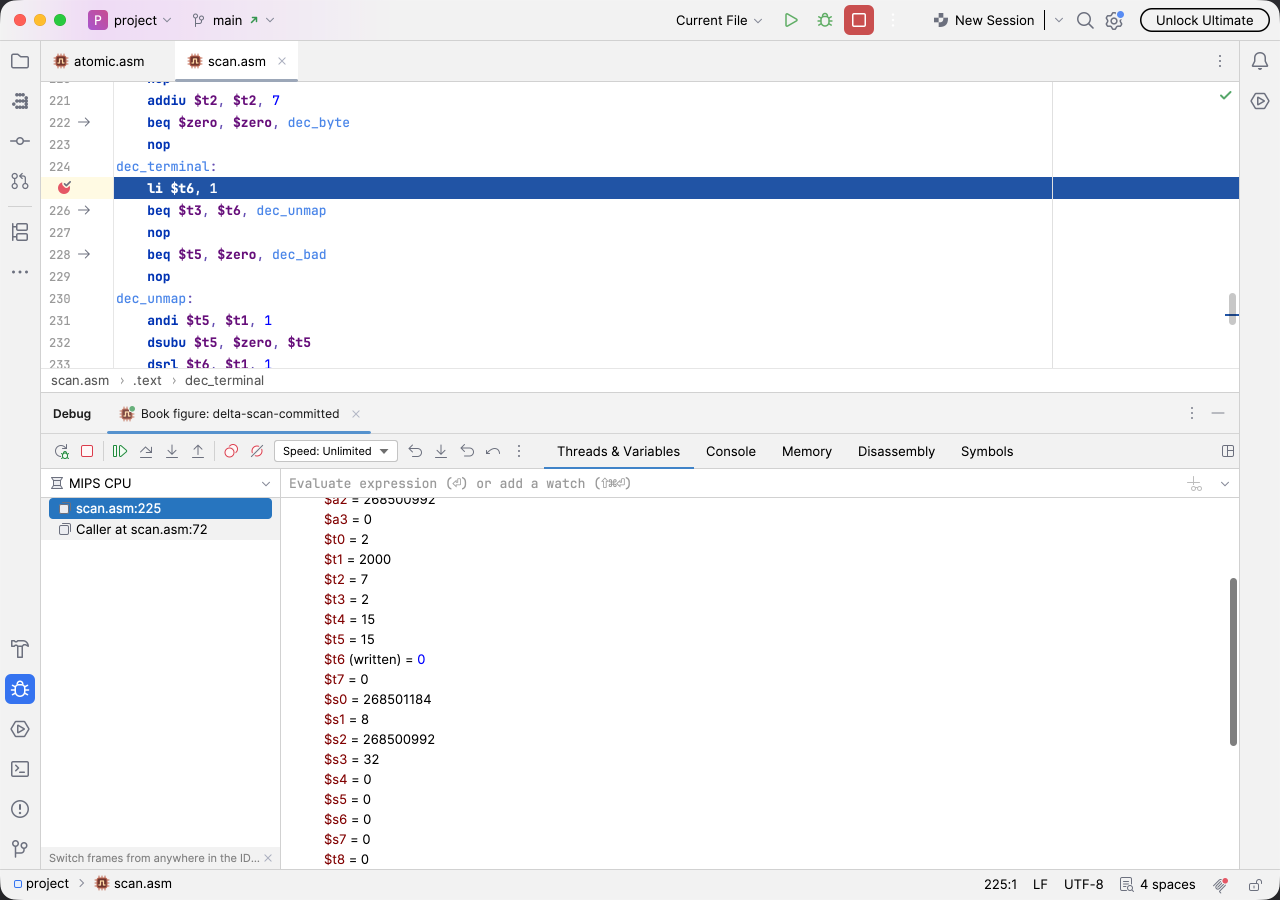 P project main Current File New Session Unlock Ultimate
atomic.asm scan.asm
nop
221 addiu $t2, $t2, 7
222 beq $zero, $zero, dec_byte
223 nop
224 dec_terminal:
li $t6, 1
226 beq $t3, $t6, dec_unmap
227 nop
228 beq $t5, $zero, dec_bad
229 nop
230 dec_unmap:
231 andi $t5, $t1, 1
232 dsubu $t5, $zero, $t5
233 dsrl $t6, $t1, 1
scan.asm › .text › dec_terminal
Debug Book figure: delta-scan-committed
Speed: Unlimited Threads & Variables Console Memory Disassembly Symbols
MIPS CPU Evaluate expression (⏎) or add a watch (⇧⌘⏎)
scan.asm:225
Caller at scan.asm:72
$a2 = 268500992
$a3 = 0
$t0 = 2
$t1 = 2000
$t2 = 7
$t3 = 2
$t4 = 15
$t5 = 15
$t6 (written) = 0
$t7 = 0
$s0 = 268501184
$s1 = 8
$s2 = 268500992
$s3 = 32
$s4 = 0
$s5 = 0
$s6 = 0
$s7 = 0
$t8 = 0
Switch frames from anywhere in the ID...
project › scan.asm 225:1 LF UTF-8 4 spaces